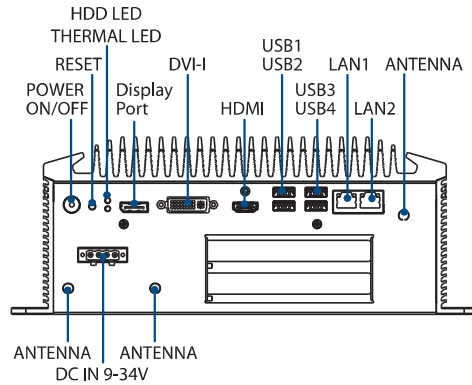 HDD LED
THERMAL LED
RESET
POWER
ON/OFF
Display
Port
DVI-I
HDMI
USB1
USB2
USB3
USB4
LAN1
LAN2
ANTENNA
ANTENNA
ANTENNA
DC IN 9-34V